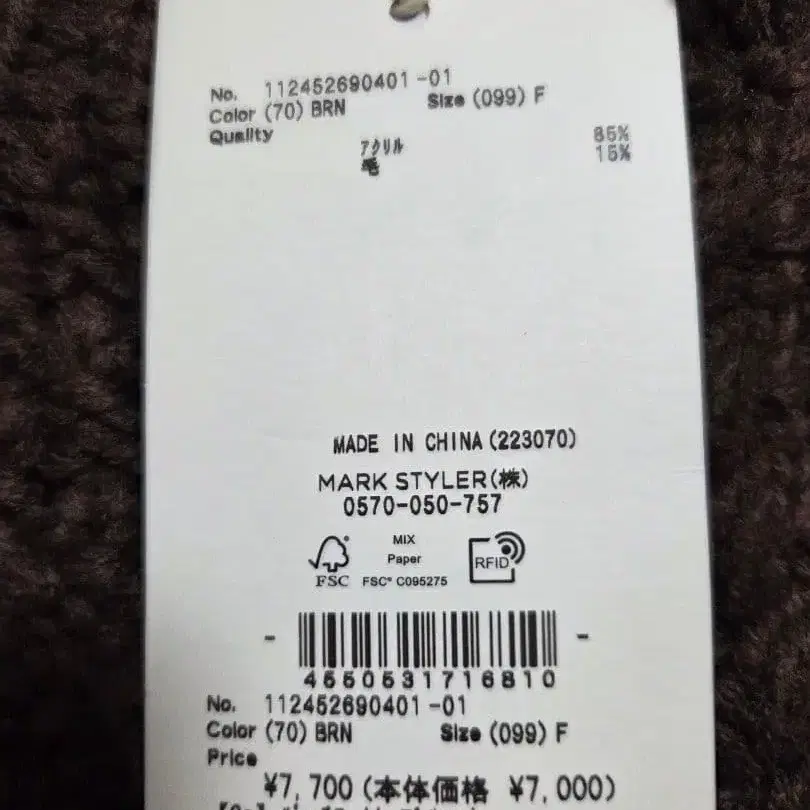 No. 112452690401-01
Color (70) BRN Size (099) F
Quality
アクリル 85%
毛 15%
MADE IN CHINA (223070)
MARK STYLER(株)
0570-050-757
MIX
Paper
FSC FSC® C095275
RFID
4550531716810
No. 112452690401-01
Color (70) BRN Size (099) F
Price
¥7,700 (本体価格 ¥7,000)